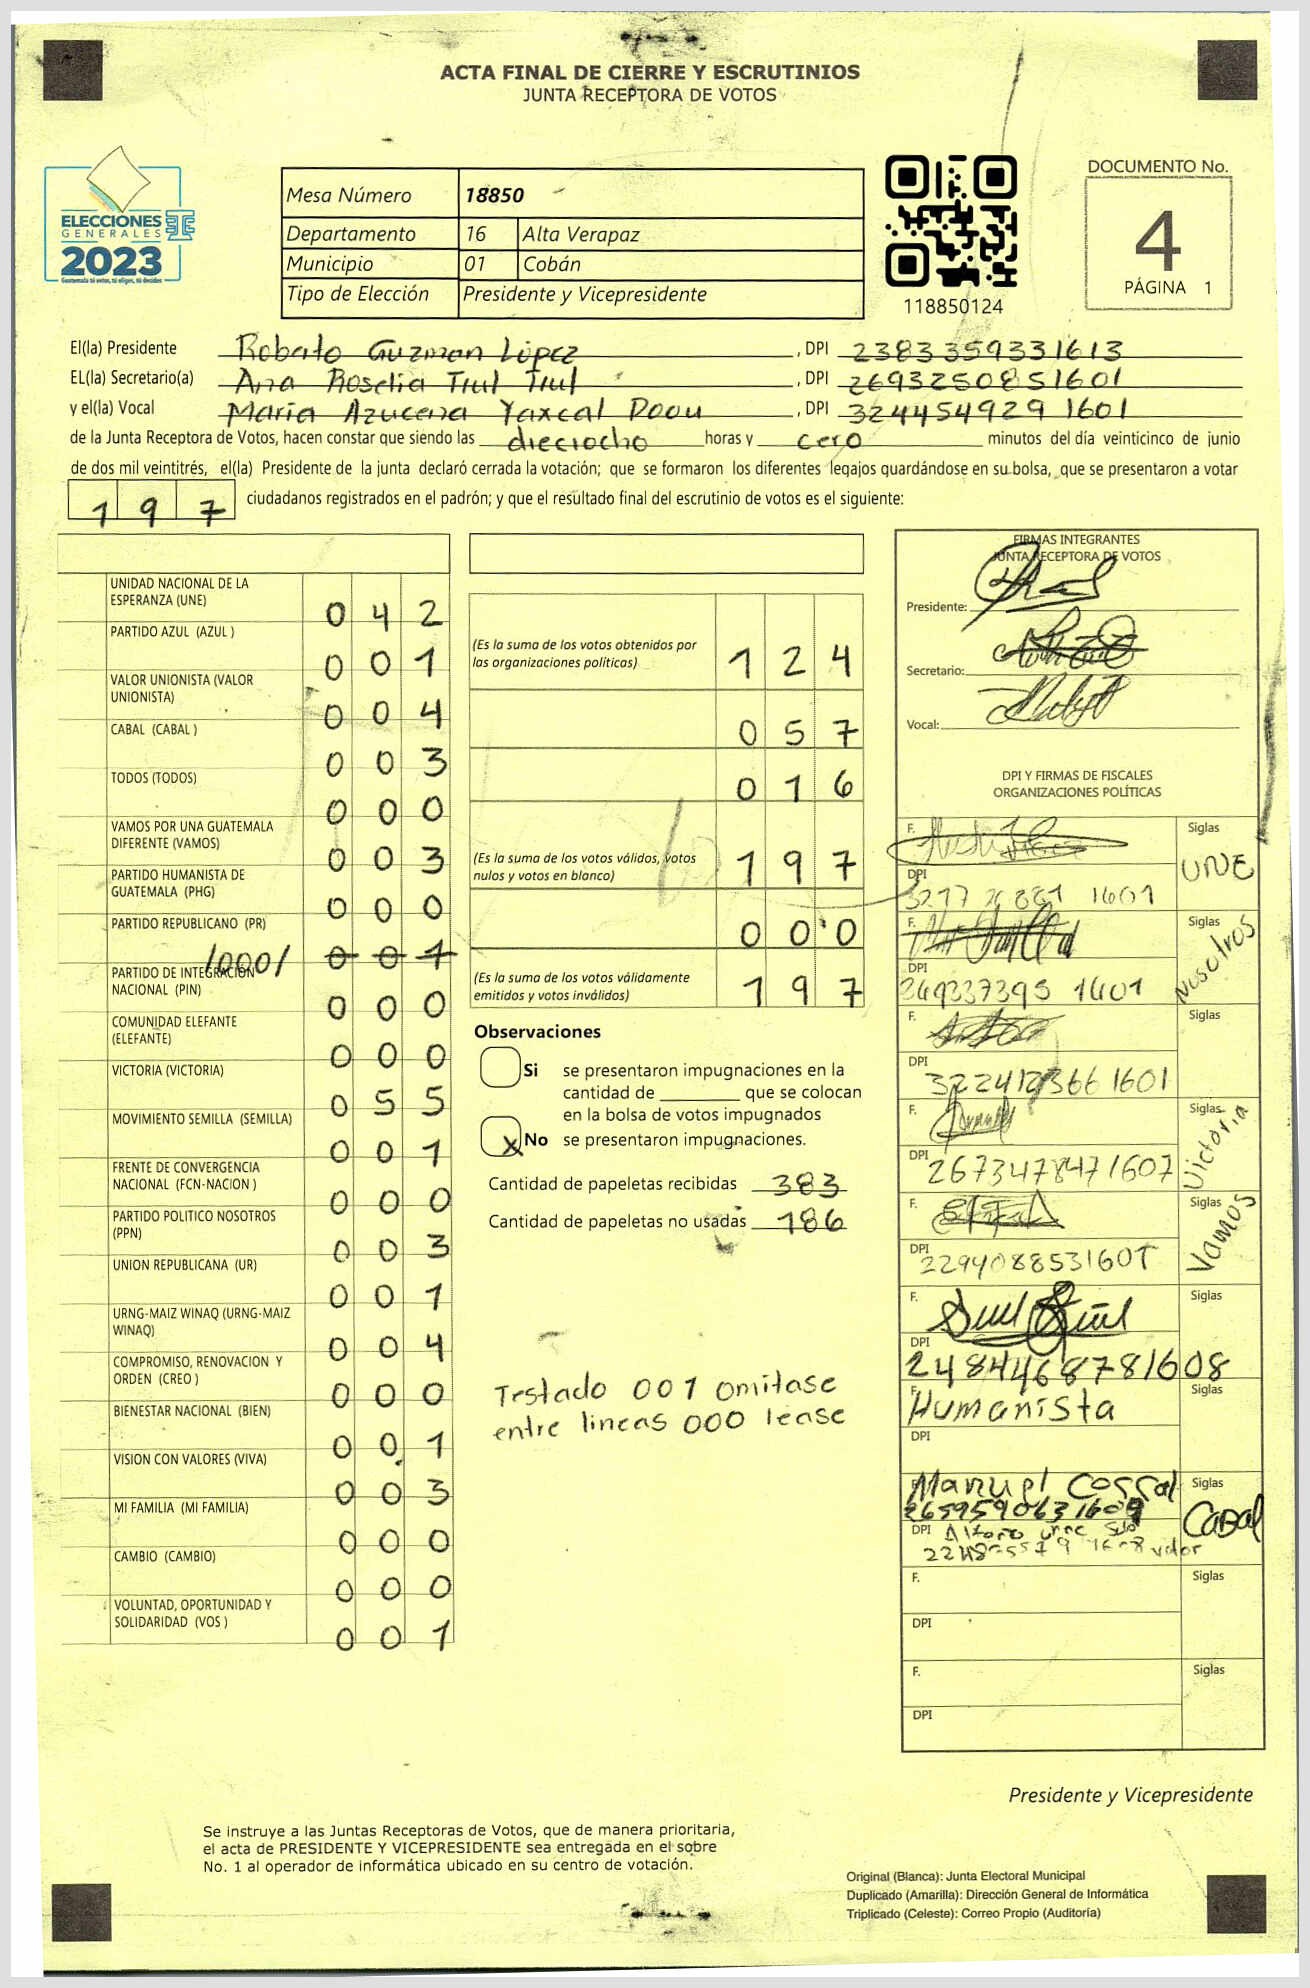 ACTA FINAL DE CIERRE Y ESCRUTINIOS
JUNTA RECEPTORA DE VOTOS
ELECCIONES
GENERALES
2023
Guatemala tú votas, tú eliges, tú decides
Mesa Número 18850
Departamento 16 Alta Verapaz
Municipio 01 Cobán
Tipo de Elección Presidente y Vicepresidente
118850124
DOCUMENTO No.
4
PÁGINA 1
El(la) Presidente Roberto Guzman López , DPI 2383359331613
EL(la) Secretario(a) Ana Roselia Tiul Tiul , DPI 2693250851601
y el(la) Vocal Maria Azucena Yaxcal Poou , DPI 3244549291601
de la Junta Receptora de Votos, hacen constar que siendo las dieciocho horas y cero minutos del día veinticinco de junio
de dos mil veintitrés, el(la) Presidente de la junta declaró cerrada la votación; que se formaron los diferentes legajos guardándose en su bolsa, que se presentaron a votar
197 ciudadanos registrados en el padrón; y que el resultado final del escrutinio de votos es el siguiente:
UNIDAD NACIONAL DE LA
ESPERANZA (UNE) 042
PARTIDO AZUL (AZUL ) 001
VALOR UNIONISTA (VALOR
UNIONISTA) 004
CABAL (CABAL ) 003
TODOS (TODOS) 000
VAMOS POR UNA GUATEMALA
DIFERENTE (VAMOS) 003
PARTIDO HUMANISTA DE
GUATEMALA (PHG) 000
PARTIDO REPUBLICANO (PR) 001
/000/
PARTIDO DE INTEGRACION
NACIONAL (PIN) 000
COMUNIDAD ELEFANTE
(ELEFANTE) 000
VICTORIA (VICTORIA) 055
MOVIMIENTO SEMILLA (SEMILLA) 001
FRENTE DE CONVERGENCIA
NACIONAL (FCN-NACION ) 000
PARTIDO POLITICO NOSOTROS
(PPN) 003
UNION REPUBLICANA (UR) 001
URNG-MAIZ WINAQ (URNG-MAIZ
WINAQ) 004
COMPROMISO, RENOVACION Y
ORDEN (CREO ) 000
BIENESTAR NACIONAL (BIEN) 001
VISION CON VALORES (VIVA) 003
MI FAMILIA (MI FAMILIA) 000
CAMBIO (CAMBIO) 000
VOLUNTAD, OPORTUNIDAD Y
SOLIDARIDAD (VOS ) 001
(Es la suma de los votos obtenidos por
las organizaciones políticas) 124
057
016
(Es la suma de los votos válidos, votos
nulos y votos en blanco) 197
000
(Es la suma de los votos válidamente
emitidos y votos inválidos) 197
Observaciones
Si se presentaron impugnaciones en la
cantidad de ________ que se colocan
en la bolsa de votos impugnados
x No se presentaron impugnaciones.
Cantidad de papeletas recibidas 383
Cantidad de papeletas no usadas 186
Testado 001 omitase
entre lineas 000 lease
FIRMAS INTEGRANTES
JUNTA RECEPTORA DE VOTOS
Presidente:
Secretario:
Vocal:
DPI Y FIRMAS DE FISCALES
ORGANIZACIONES POLÍTICAS
F. Siglas
UNE
DPI
1601
F. Siglas
Nosotros
DPI
249337395 1601
F. Siglas
DPI
1601
F. Siglas
Victoria
DPI
2673478471607
F. Siglas
Vamos
DPI
2294088531601
F. Siglas
DPI
2484468781608
F. Siglas
Humanista
DPI
Manuel Siglas
2659590631609 Cabal
DPI
valor
F. Siglas
DPI
F. Siglas
DPI
Presidente y Vicepresidente
Se instruye a las Juntas Receptoras de Votos, que de manera prioritaria,
el acta de PRESIDENTE Y VICEPRESIDENTE sea entregada en el sobre
No. 1 al operador de informática ubicado en su centro de votación.
Original (Blanca): Junta Electoral Municipal
Duplicado (Amarilla): Dirección General de Informática
Triplicado (Celeste): Correo Propio (Auditoría)